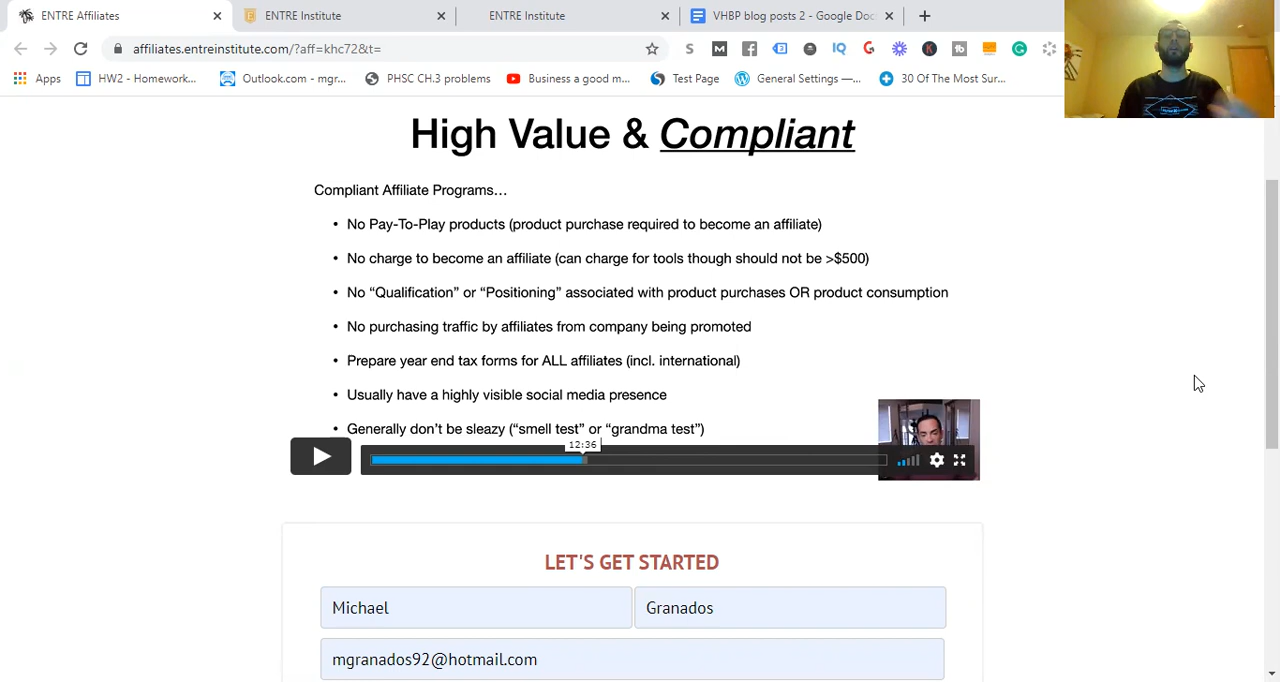 ENTRE Affiliates
ENTRE Institute
ENTRE Institute
VHBP blog posts 2 - Google Doc
affiliates.entreinstitute.com/?aff=khc72&t=
Apps
HW2 - Homework...
Outlook.com - mgr...
PHSC CH.3 problems
Business a good m...
Test Page
General Settings —...
30 Of The Most Sur...
High Value & Compliant
Compliant Affiliate Programs…
• No Pay-To-Play products (product purchase required to become an affiliate)
• No charge to become an affiliate (can charge for tools though should not be >$500)
• No “Qualification” or “Positioning” associated with product purchases OR product consumption
• No purchasing traffic by affiliates from company being promoted
• Prepare year end tax forms for ALL affiliates (incl. international)
• Usually have a highly visible social media presence
• Generally don’t be sleazy (“smell test” or “grandma test”)
12:36
LET'S GET STARTED
Michael
Granados
mgranados92@hotmail.com